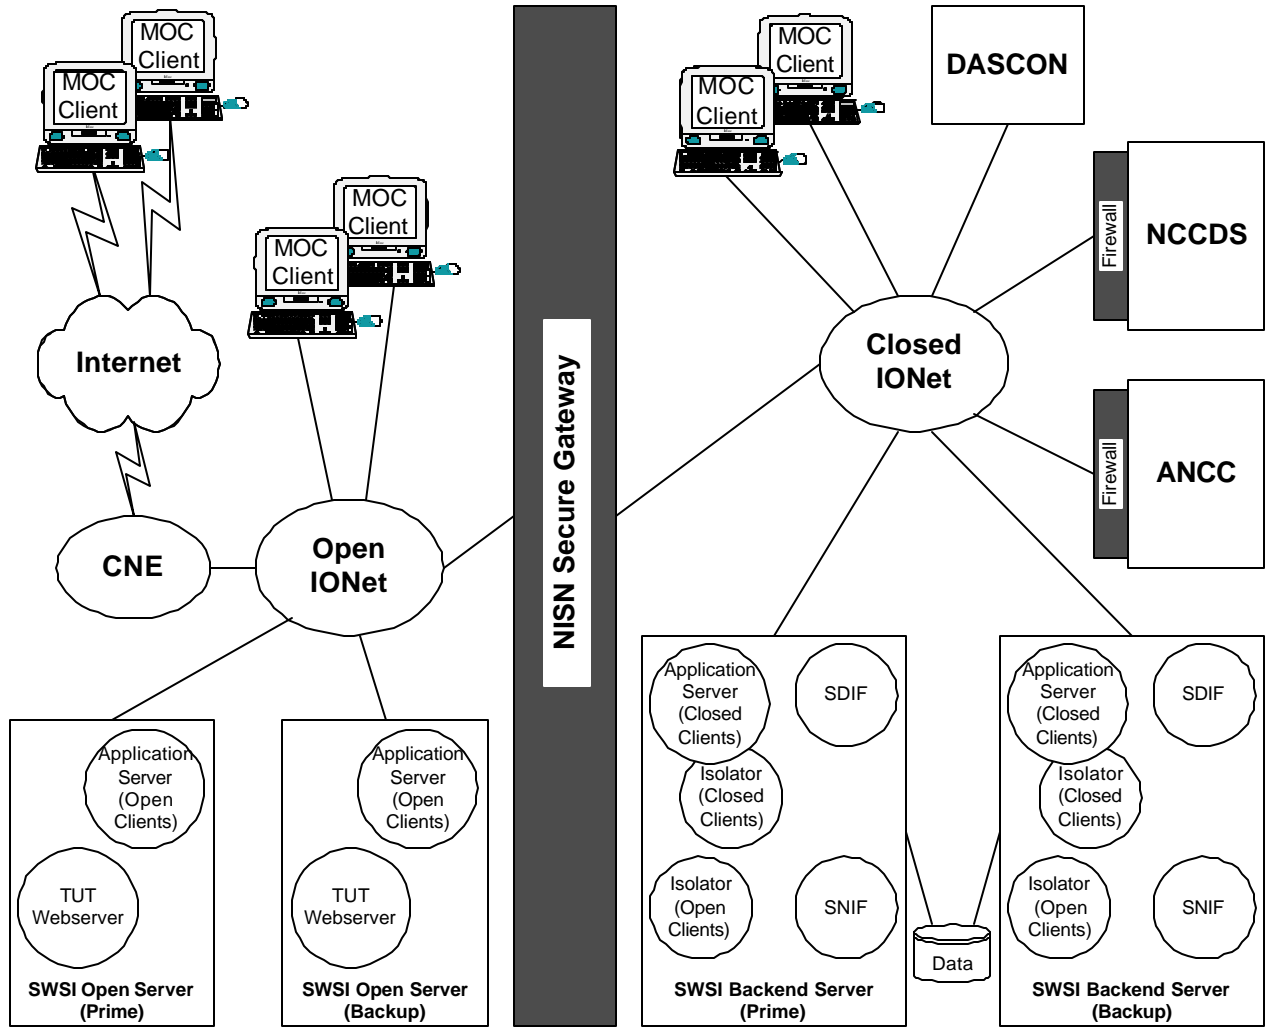 MOC
Client
MOC
Client
MOC
Client
MOC
Client
Internet
CNE
Open
IONet
NISN Secure Gateway
MOC
Client
MOC
Client
DASCON
Firewall
NCCDS
Closed
IONet
Firewall
ANCC
Application
Server
(Open
Clients)
TUT
Webserver
SWSI Open Server
(Prime)
Application
Server
(Open
Clients)
TUT
Webserver
SWSI Open Server
(Backup)
Application
Server
(Closed
Clients)
SDIF
Isolator
(Closed
Clients)
Isolator
(Open
Clients)
SNIF
SWSI Backend Server
(Prime)
Data
Application
Server
(Closed
Clients)
SDIF
Isolator
(Closed
Clients)
Isolator
(Open
Clients)
SNIF
SWSI Backend Server
(Backup)